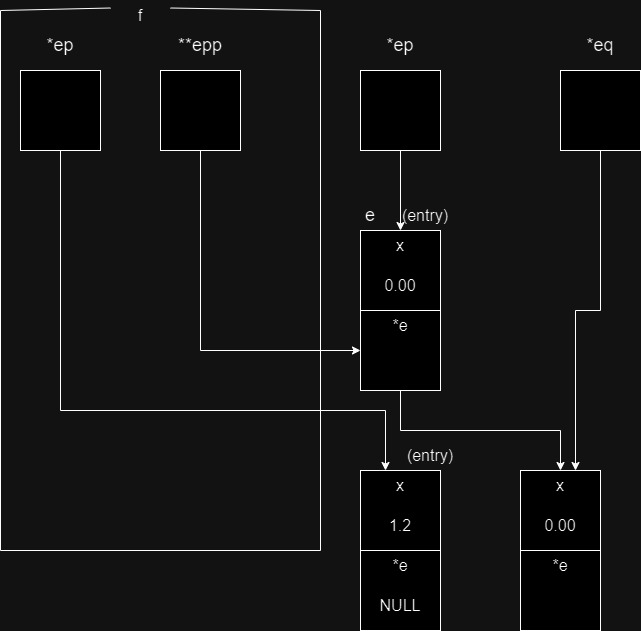 f
*ep
**epp
*ep
*eq
e
(entry)
x
0.00
*e
(entry)
x
1.2
*e
NULL
x
0.00
*e